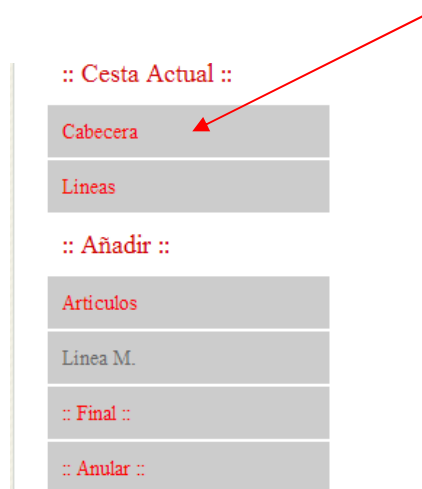 :: Cesta Actual ::
Cabecera
Lineas
:: Añadir ::
Articulos
Linea M.
:: Final ::
:: Anular ::